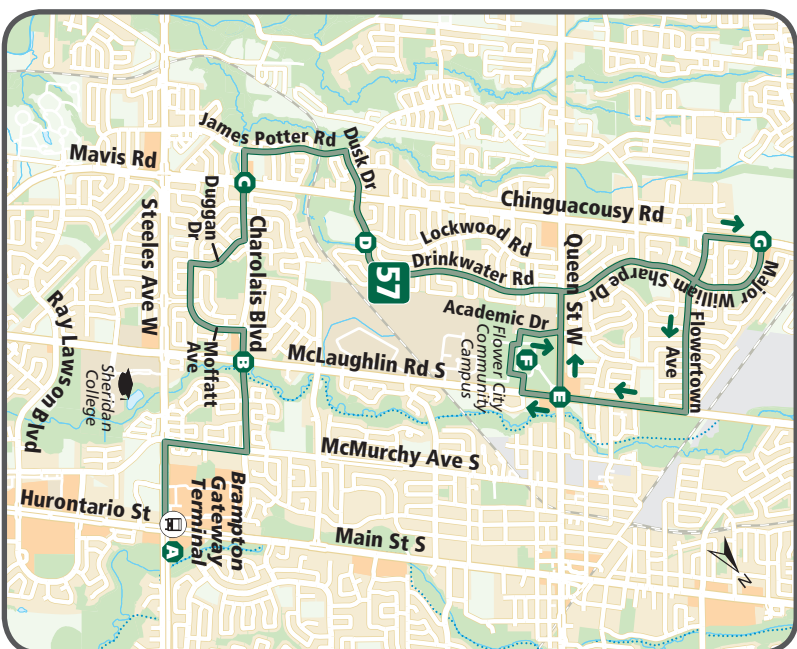 James Potter Rd
Dusk Dr
Mavis Rd
C
Chinguacousy Rd
G
Duggan
Dr
Steeles Ave W
Charolais Blvd
D
Lockwood Rd
Drinkwater Rd
57
Queen St W
Major William Sharpe Dr
Academic Dr
Flowertown
Ave
Ray Lawson Blvd
Moffatt
Ave
B
McLaughlin Rd S
Flower City
Community
Campus
F
E
Sheridan
College
McMurchy Ave S
Hurontario St
Brampton
Gateway
Terminal
A
Main St S
N